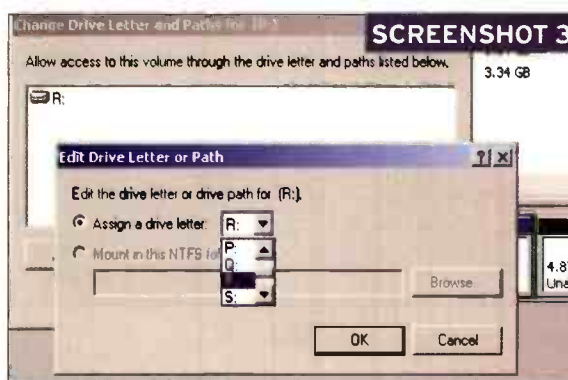 SCREENSHOT 3
Change Drive Letter and Paths for
Allow access to this volume through the drive letter and paths listed below.
3.34 GB
R:
Edit Drive Letter or Path
Edit the drive letter or drive path for (R:).
Assign a drive letter: R:
Mount in this NTFS
P:
Q:
S:
Browse...
4.8
Una
OK
Cancel